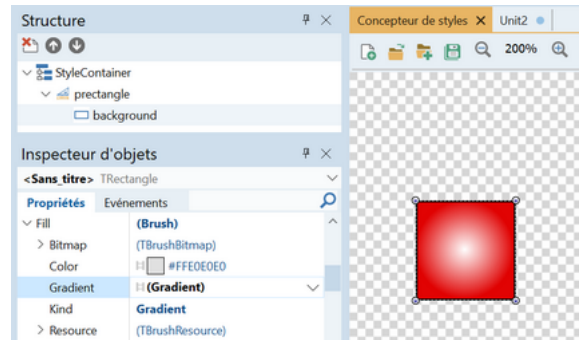 Structure
StyleContainer
prectangle
background
Inspecteur d'objets
<Sans_titre> TRectangle
Propriétés Evénements
Fill (Brush)
Bitmap (TBrushBitmap)
Color #FFE0E0E0
Gradient (Gradient)
Kind Gradient
Resource (TBrushResource)
Concepteur de styles Unit2
200%